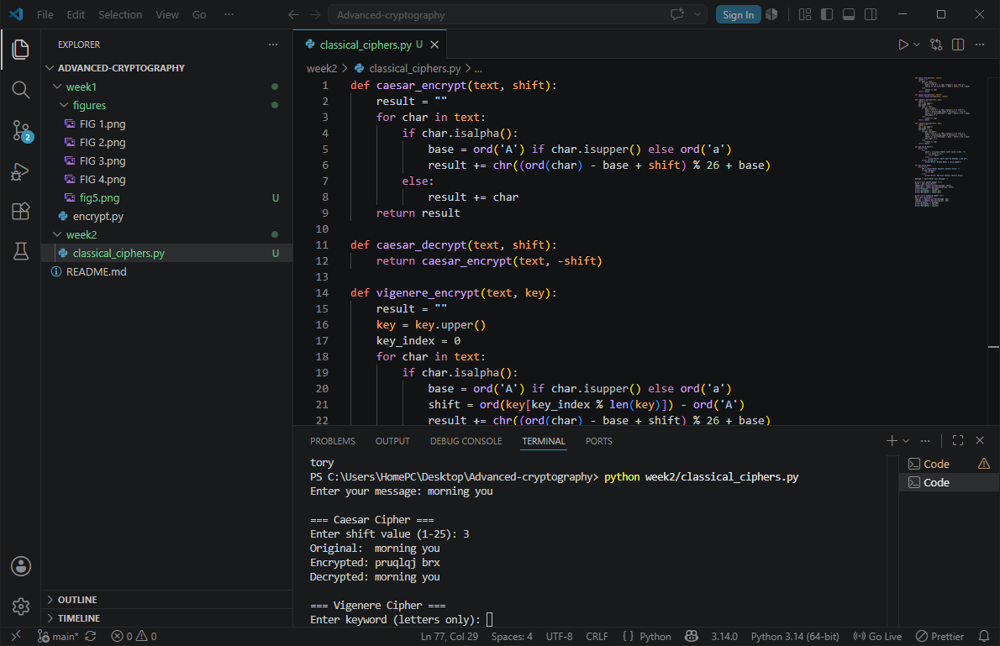 File Edit Selection View Go ··· Advanced-cryptography Sign In
EXPLORER ···
ADVANCED-CRYPTOGRAPHY
week1
figures
FIG 1.png
FIG 2.png
FIG 3.png
FIG 4.png
fig5.png U
encrypt.py
week2
classical_ciphers.py U
README.md
OUTLINE
TIMELINE
2
classical_ciphers.py U
week2 > classical_ciphers.py > ...
1 def caesar_encrypt(text, shift):
2     result = ""
3     for char in text:
4         if char.isalpha():
5             base = ord('A') if char.isupper() else ord('a')
6             result += chr((ord(char) - base + shift) % 26 + base)
7         else:
8             result += char
9     return result
10
11 def caesar_decrypt(text, shift):
12     return caesar_encrypt(text, -shift)
13
14 def vigenere_encrypt(text, key):
15     result = ""
16     key = key.upper()
17     key_index = 0
18     for char in text:
19         if char.isalpha():
20             base = ord('A') if char.isupper() else ord('a')
21             shift = ord(key[key_index % len(key)]) - ord('A')
22             result += chr((ord(char) - base + shift) % 26 + base)
PROBLEMS OUTPUT DEBUG CONSOLE TERMINAL PORTS
tory
PS C:\Users\HomePC\Desktop\Advanced-cryptography> python week2/classical_ciphers.py
Enter your message: morning you

=== Caesar Cipher ===
Enter shift value (1-25): 3
Original:  morning you
Encrypted: pruqlqj brx
Decrypted: morning you

=== Vigenere Cipher ===
Enter keyword (letters only):
Code
Code
main* 0 0 Ln 77, Col 29 Spaces: 4 UTF-8 CRLF { } Python 3.14.0 Python 3.14 (64-bit) Go Live Prettier